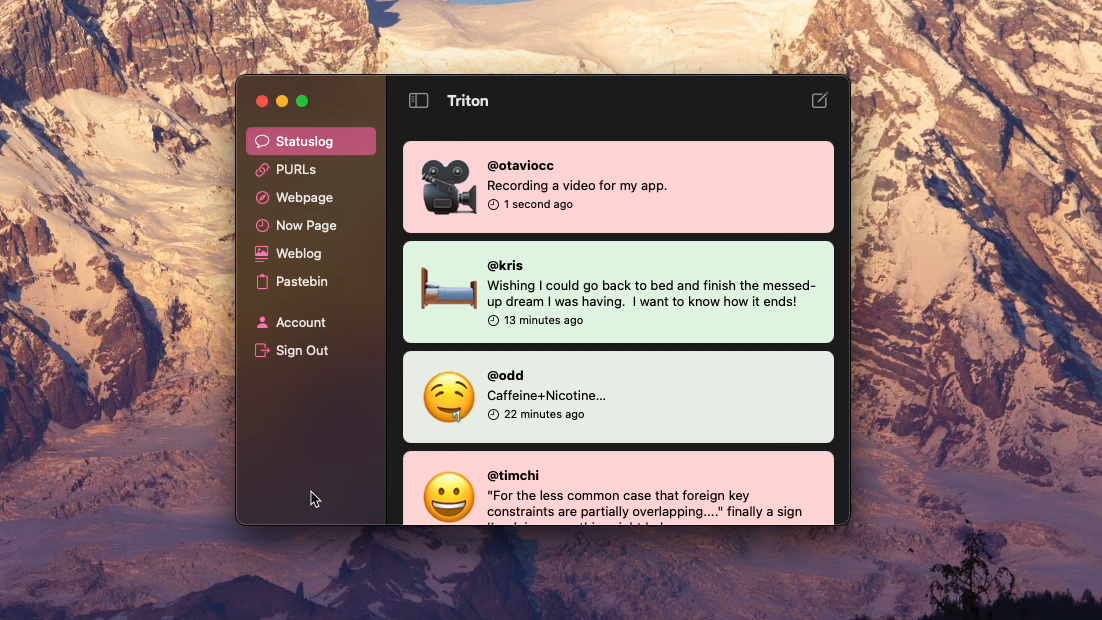 Triton
Statuslog
PURLs
Webpage
Now Page
Weblog
Pastebin
Account
Sign Out
@otaviocc
Recording a video for my app.
1 second ago
@kris
Wishing I could go back to bed and finish the messed-
up dream I was having.  I want to know how it ends!
13 minutes ago
@odd
Caffeine+Nicotine...
22 minutes ago
@timchi
"For the less common case that foreign key
constraints are partially overlapping...." finally a sign